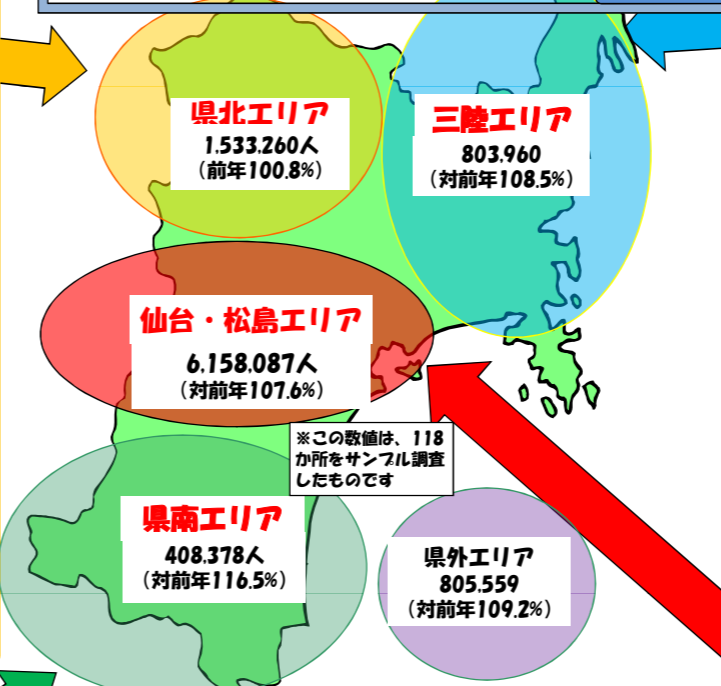 県北エリア
1,533,260人
(前年100.8%)
三陸エリア
803,960
(対前年108.5%)
仙台・松島エリア
6,158,087人
(対前年107.6%)
※この数値は、118
か所をサンプル調査
したものです
県南エリア
408,378人
(対前年116.5%)
県外エリア
805,559
(対前年109.2%)